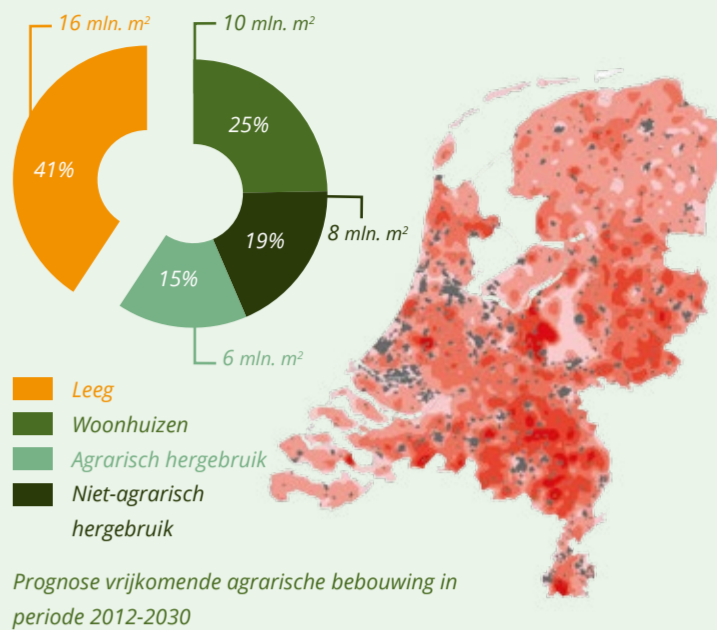 16 mln. m²
10 mln. m²
25%
41%
19%
8 mln. m²
15%
6 mln. m²
Leeg
Woonhuizen
Agrarisch hergebruik
Niet-agrarisch
hergebruik
Prognose vrijkomende agrarische bebouwing in
periode 2012-2030